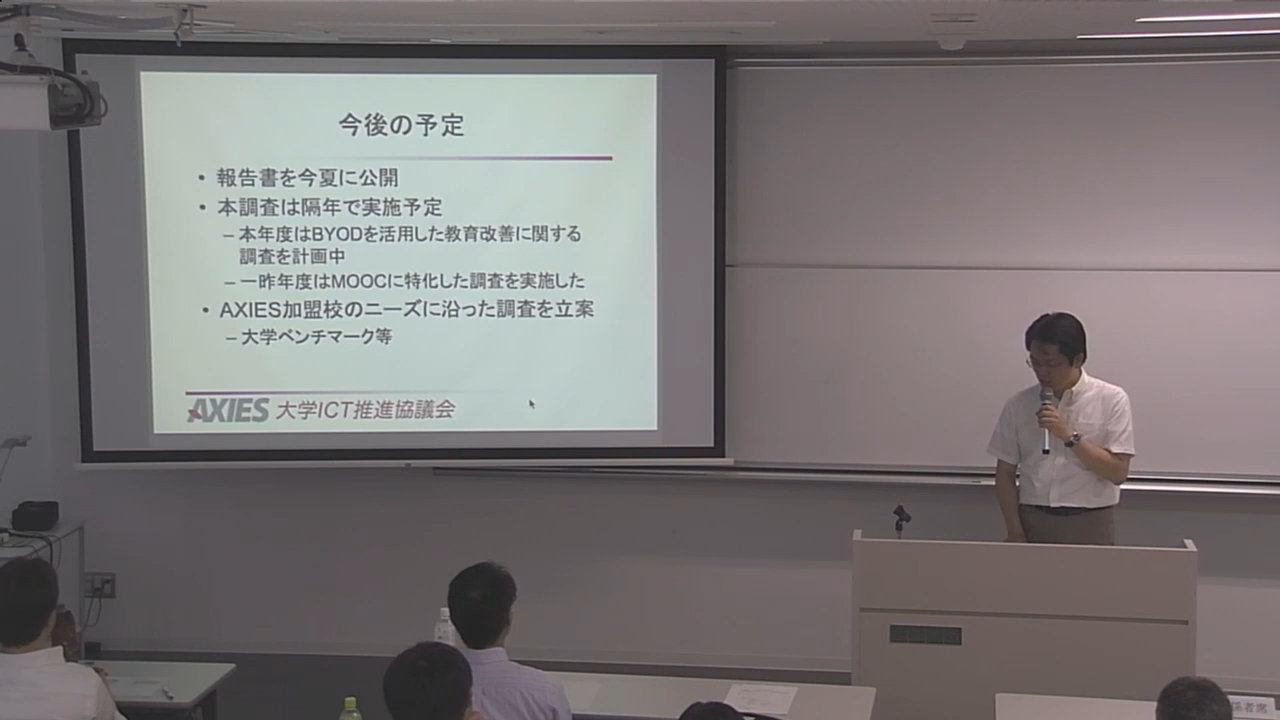 今後の予定
• 報告書を今夏に公開
• 本調査は隔年で実施予定
– 本年度はBYODを活用した教育改善に関する
調査を計画中
– 一昨年度はMOOCに特化した調査を実施した
• AXIES加盟校のニーズに沿った調査を立案
– 大学ベンチマーク等
AXIES 大学ICT推進協議会
係者席